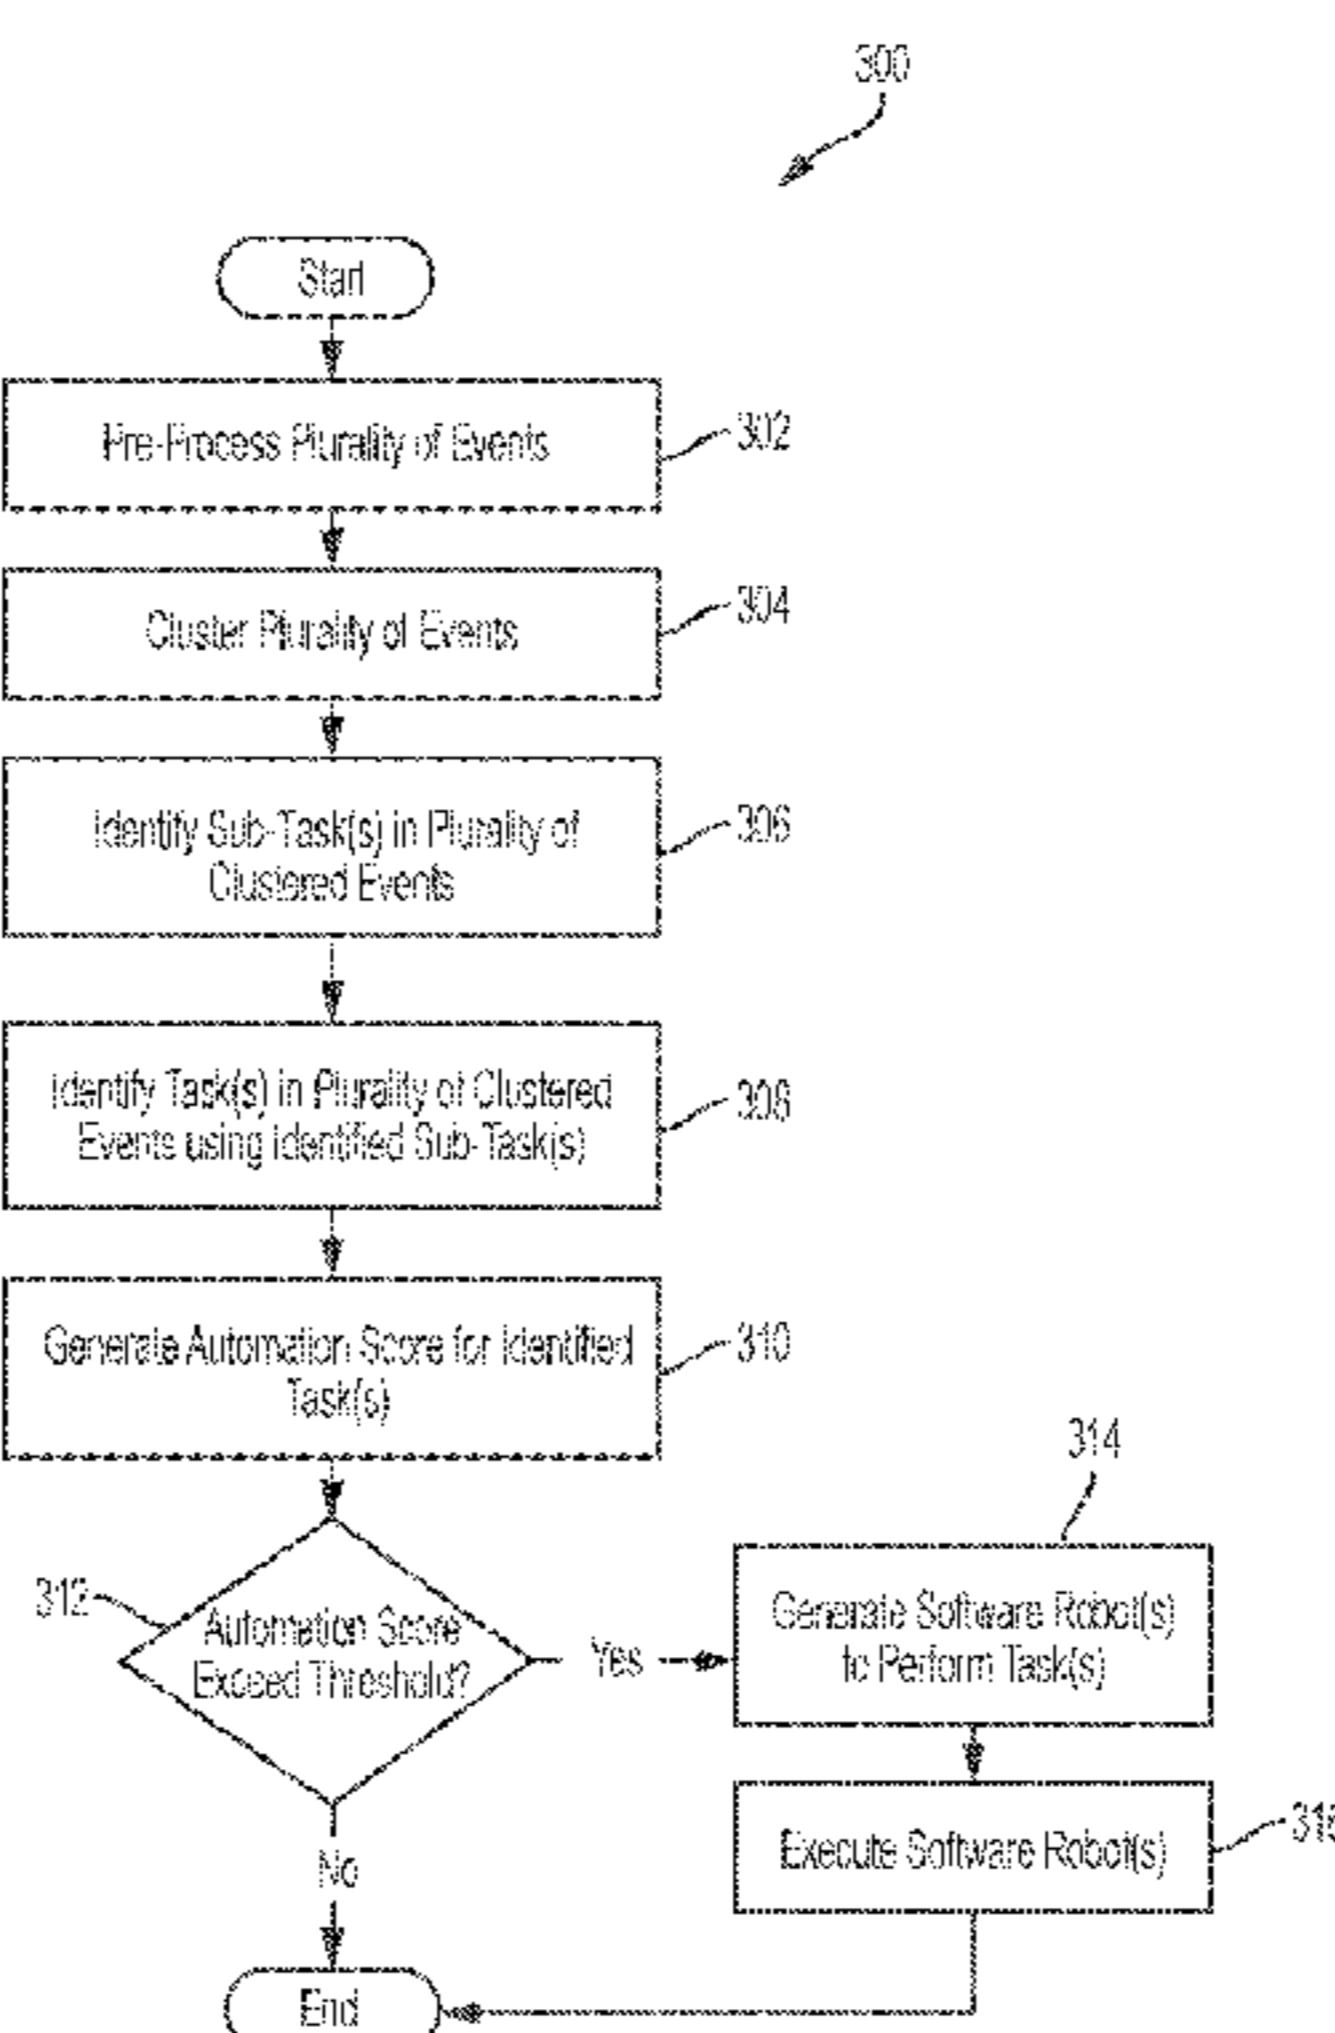 300
Start
Pre-Process Plurality of Events
302
Cluster Plurality of Events
304
Identify Sub-Task(s) in Plurality of
Clustered Events
306
Identify Task(s) in Plurality of Clustered
Events using Identified Sub-Task(s)
308
Generate Automation Score for Identified
Task(s)
310
312
Automation Score
Exceed Threshold?
Yes
314
Generate Software Robot(s)
to Perform Task(s)
Execute Software Robot(s)
No
End